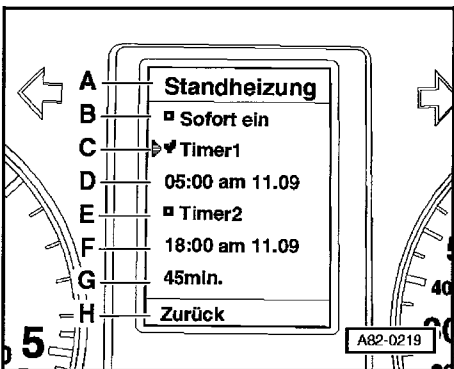 A Standheizung
B Sofort ein
C Timer1
D 05:00 am 11.09
E Timer2
F 18:00 am 11.09
G 45min.
H Zurück
5
40
A82-0219